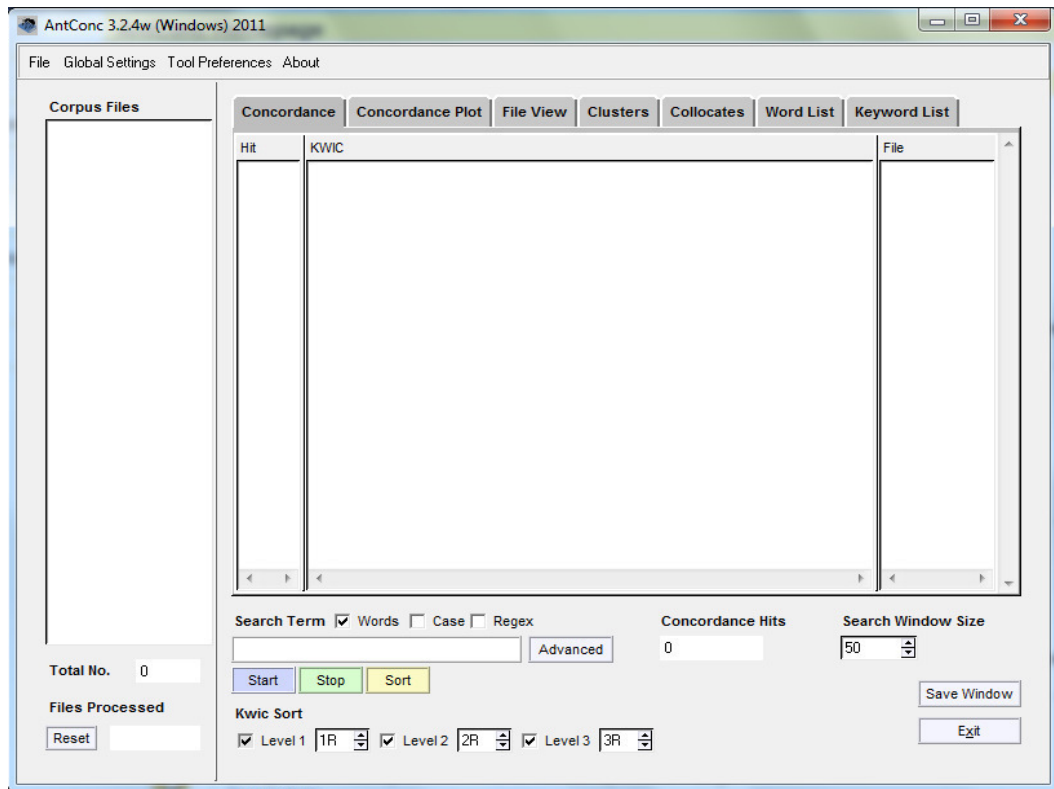 AntConc 3.2.4w (Windows) 2011
File Global Settings Tool Preferences About
Corpus Files
Concordance Concordance Plot File View Clusters Collocates Word List Keyword List
Hit KWIC File
Search Term Words Case Regex Concordance Hits Search Window Size
Advanced 0 50
Total No. 0
Start Stop Sort
Save Window
Files Processed
Kwic Sort
Reset
Level 1 1R Level 2 2R Level 3 3R
Exit